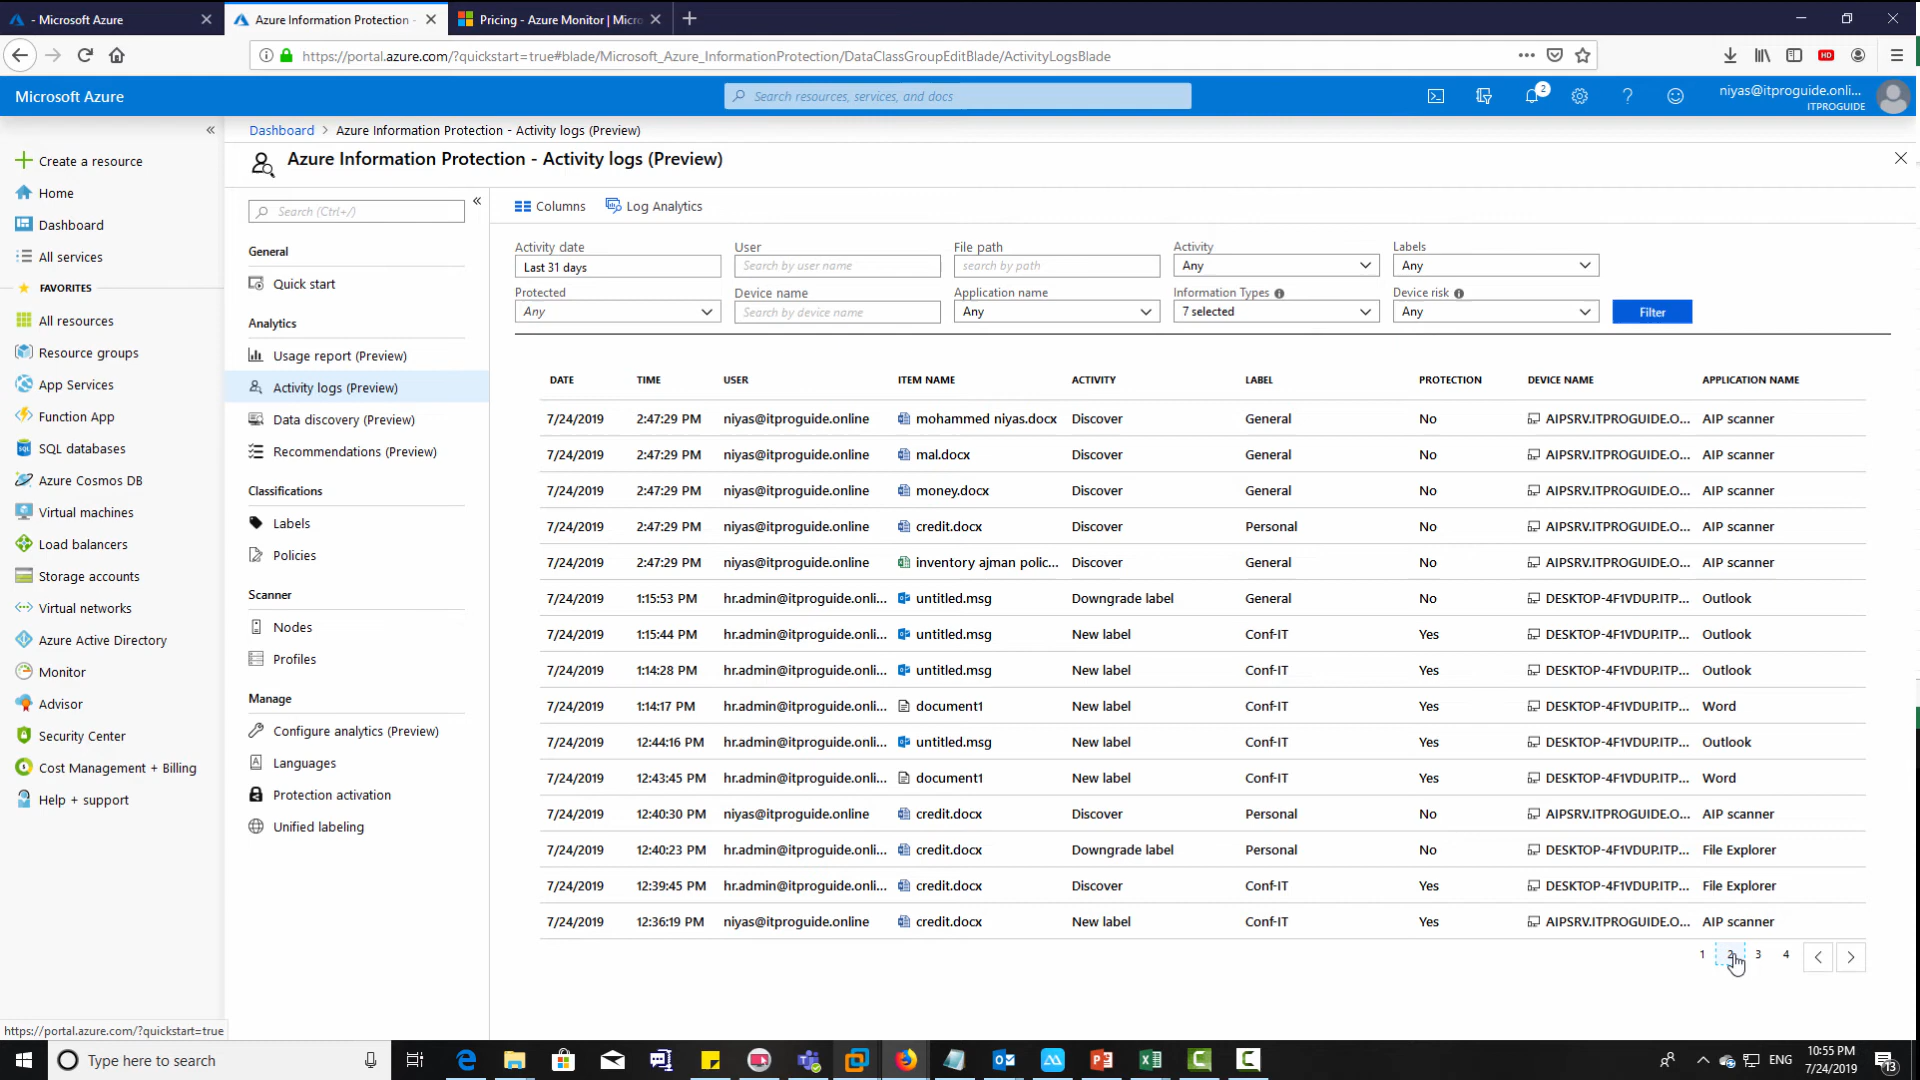 - Microsoft Azure
Azure Information Protection -
Pricing - Azure Monitor | Micro
https://portal.azure.com/?quickstart=true#blade/Microsoft_Azure_InformationProtection/DataClassGroupEditBlade/ActivityLogsBlade
HD
Microsoft Azure
Search resources, services, and docs
2
niyas@itproguide.onli...
ITPROGUIDE
Create a resource
Home
Dashboard
All services
FAVORITES
All resources
Resource groups
App Services
Function App
SQL databases
Azure Cosmos DB
Virtual machines
Load balancers
Storage accounts
Virtual networks
Azure Active Directory
Monitor
Advisor
Security Center
Cost Management + Billing
Help + support
Dashboard > Azure Information Protection - Activity logs (Preview)
Azure Information Protection - Activity logs (Preview)
Search (Ctrl+/)
General
Quick start
Analytics
Usage report (Preview)
Activity logs (Preview)
Data discovery (Preview)
Recommendations (Preview)
Classifications
Labels
Policies
Scanner
Nodes
Profiles
Manage
Configure analytics (Preview)
Languages
Protection activation
Unified labeling
Columns Log Analytics
Activity date User File path Activity Labels
Last 31 days Search by user name search by path Any Any
Protected Device name Application name Information Types Device risk
Any Search by device name Any 7 selected Any Filter
DATE TIME USER ITEM NAME ACTIVITY LABEL PROTECTION DEVICE NAME APPLICATION NAME
7/24/2019 2:47:29 PM niyas@itproguide.online mohammed niyas.docx Discover General No AIPSRV.ITPROGUIDE.O... AIP scanner
7/24/2019 2:47:29 PM niyas@itproguide.online mal.docx Discover General No AIPSRV.ITPROGUIDE.O... AIP scanner
7/24/2019 2:47:29 PM niyas@itproguide.online money.docx Discover General No AIPSRV.ITPROGUIDE.O... AIP scanner
7/24/2019 2:47:29 PM niyas@itproguide.online credit.docx Discover Personal No AIPSRV.ITPROGUIDE.O... AIP scanner
7/24/2019 2:47:29 PM niyas@itproguide.online inventory ajman polic... Discover General No AIPSRV.ITPROGUIDE.O... AIP scanner
7/24/2019 1:15:53 PM hr.admin@itproguide.onli... untitled.msg Downgrade label General No DESKTOP-4F1VDUP.ITP... Outlook
7/24/2019 1:15:44 PM hr.admin@itproguide.onli... untitled.msg New label Conf-IT Yes DESKTOP-4F1VDUP.ITP... Outlook
7/24/2019 1:14:28 PM hr.admin@itproguide.onli... untitled.msg New label Conf-IT Yes DESKTOP-4F1VDUP.ITP... Outlook
7/24/2019 1:14:17 PM hr.admin@itproguide.onli... document1 New label Conf-IT Yes DESKTOP-4F1VDUP.ITP... Word
7/24/2019 12:44:16 PM hr.admin@itproguide.onli... untitled.msg New label Conf-IT Yes DESKTOP-4F1VDUP.ITP... Outlook
7/24/2019 12:43:45 PM hr.admin@itproguide.onli... document1 New label Conf-IT Yes DESKTOP-4F1VDUP.ITP... Word
7/24/2019 12:40:30 PM niyas@itproguide.online credit.docx Discover Personal No AIPSRV.ITPROGUIDE.O... AIP scanner
7/24/2019 12:40:23 PM hr.admin@itproguide.onli... credit.docx Downgrade label Personal No DESKTOP-4F1VDUP.ITP... File Explorer
7/24/2019 12:39:45 PM hr.admin@itproguide.onli... credit.docx Discover Conf-IT Yes DESKTOP-4F1VDUP.ITP... File Explorer
7/24/2019 12:36:19 PM niyas@itproguide.online credit.docx New label Conf-IT Yes AIPSRV.ITPROGUIDE.O... AIP scanner
1 2 3 4
https://portal.azure.com/?quickstart=true
Type here to search
ENG
10:55 PM
7/24/2019
13